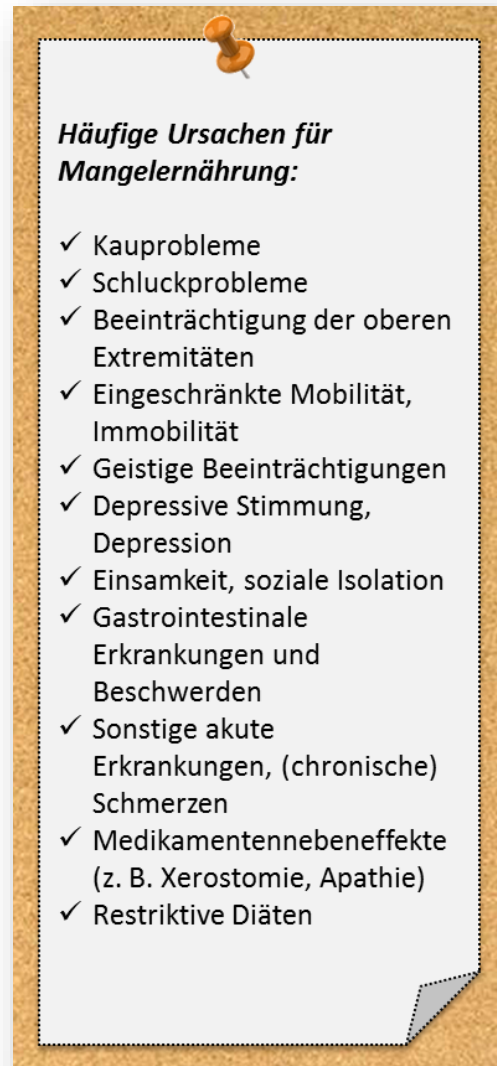 Häufige Ursachen für
Mangelernährung:
✓ Kauprobleme
✓ Schluckprobleme
✓ Beeinträchtigung der oberen
Extremitäten
✓ Eingeschränkte Mobilität,
Immobilität
✓ Geistige Beeinträchtigungen
✓ Depressive Stimmung,
Depression
✓ Einsamkeit, soziale Isolation
✓ Gastrointestinale
Erkrankungen und
Beschwerden
✓ Sonstige akute
Erkrankungen, (chronische)
Schmerzen
✓ Medikamentennebeneffekte
(z. B. Xerostomie, Apathie)
✓ Restriktive Diäten